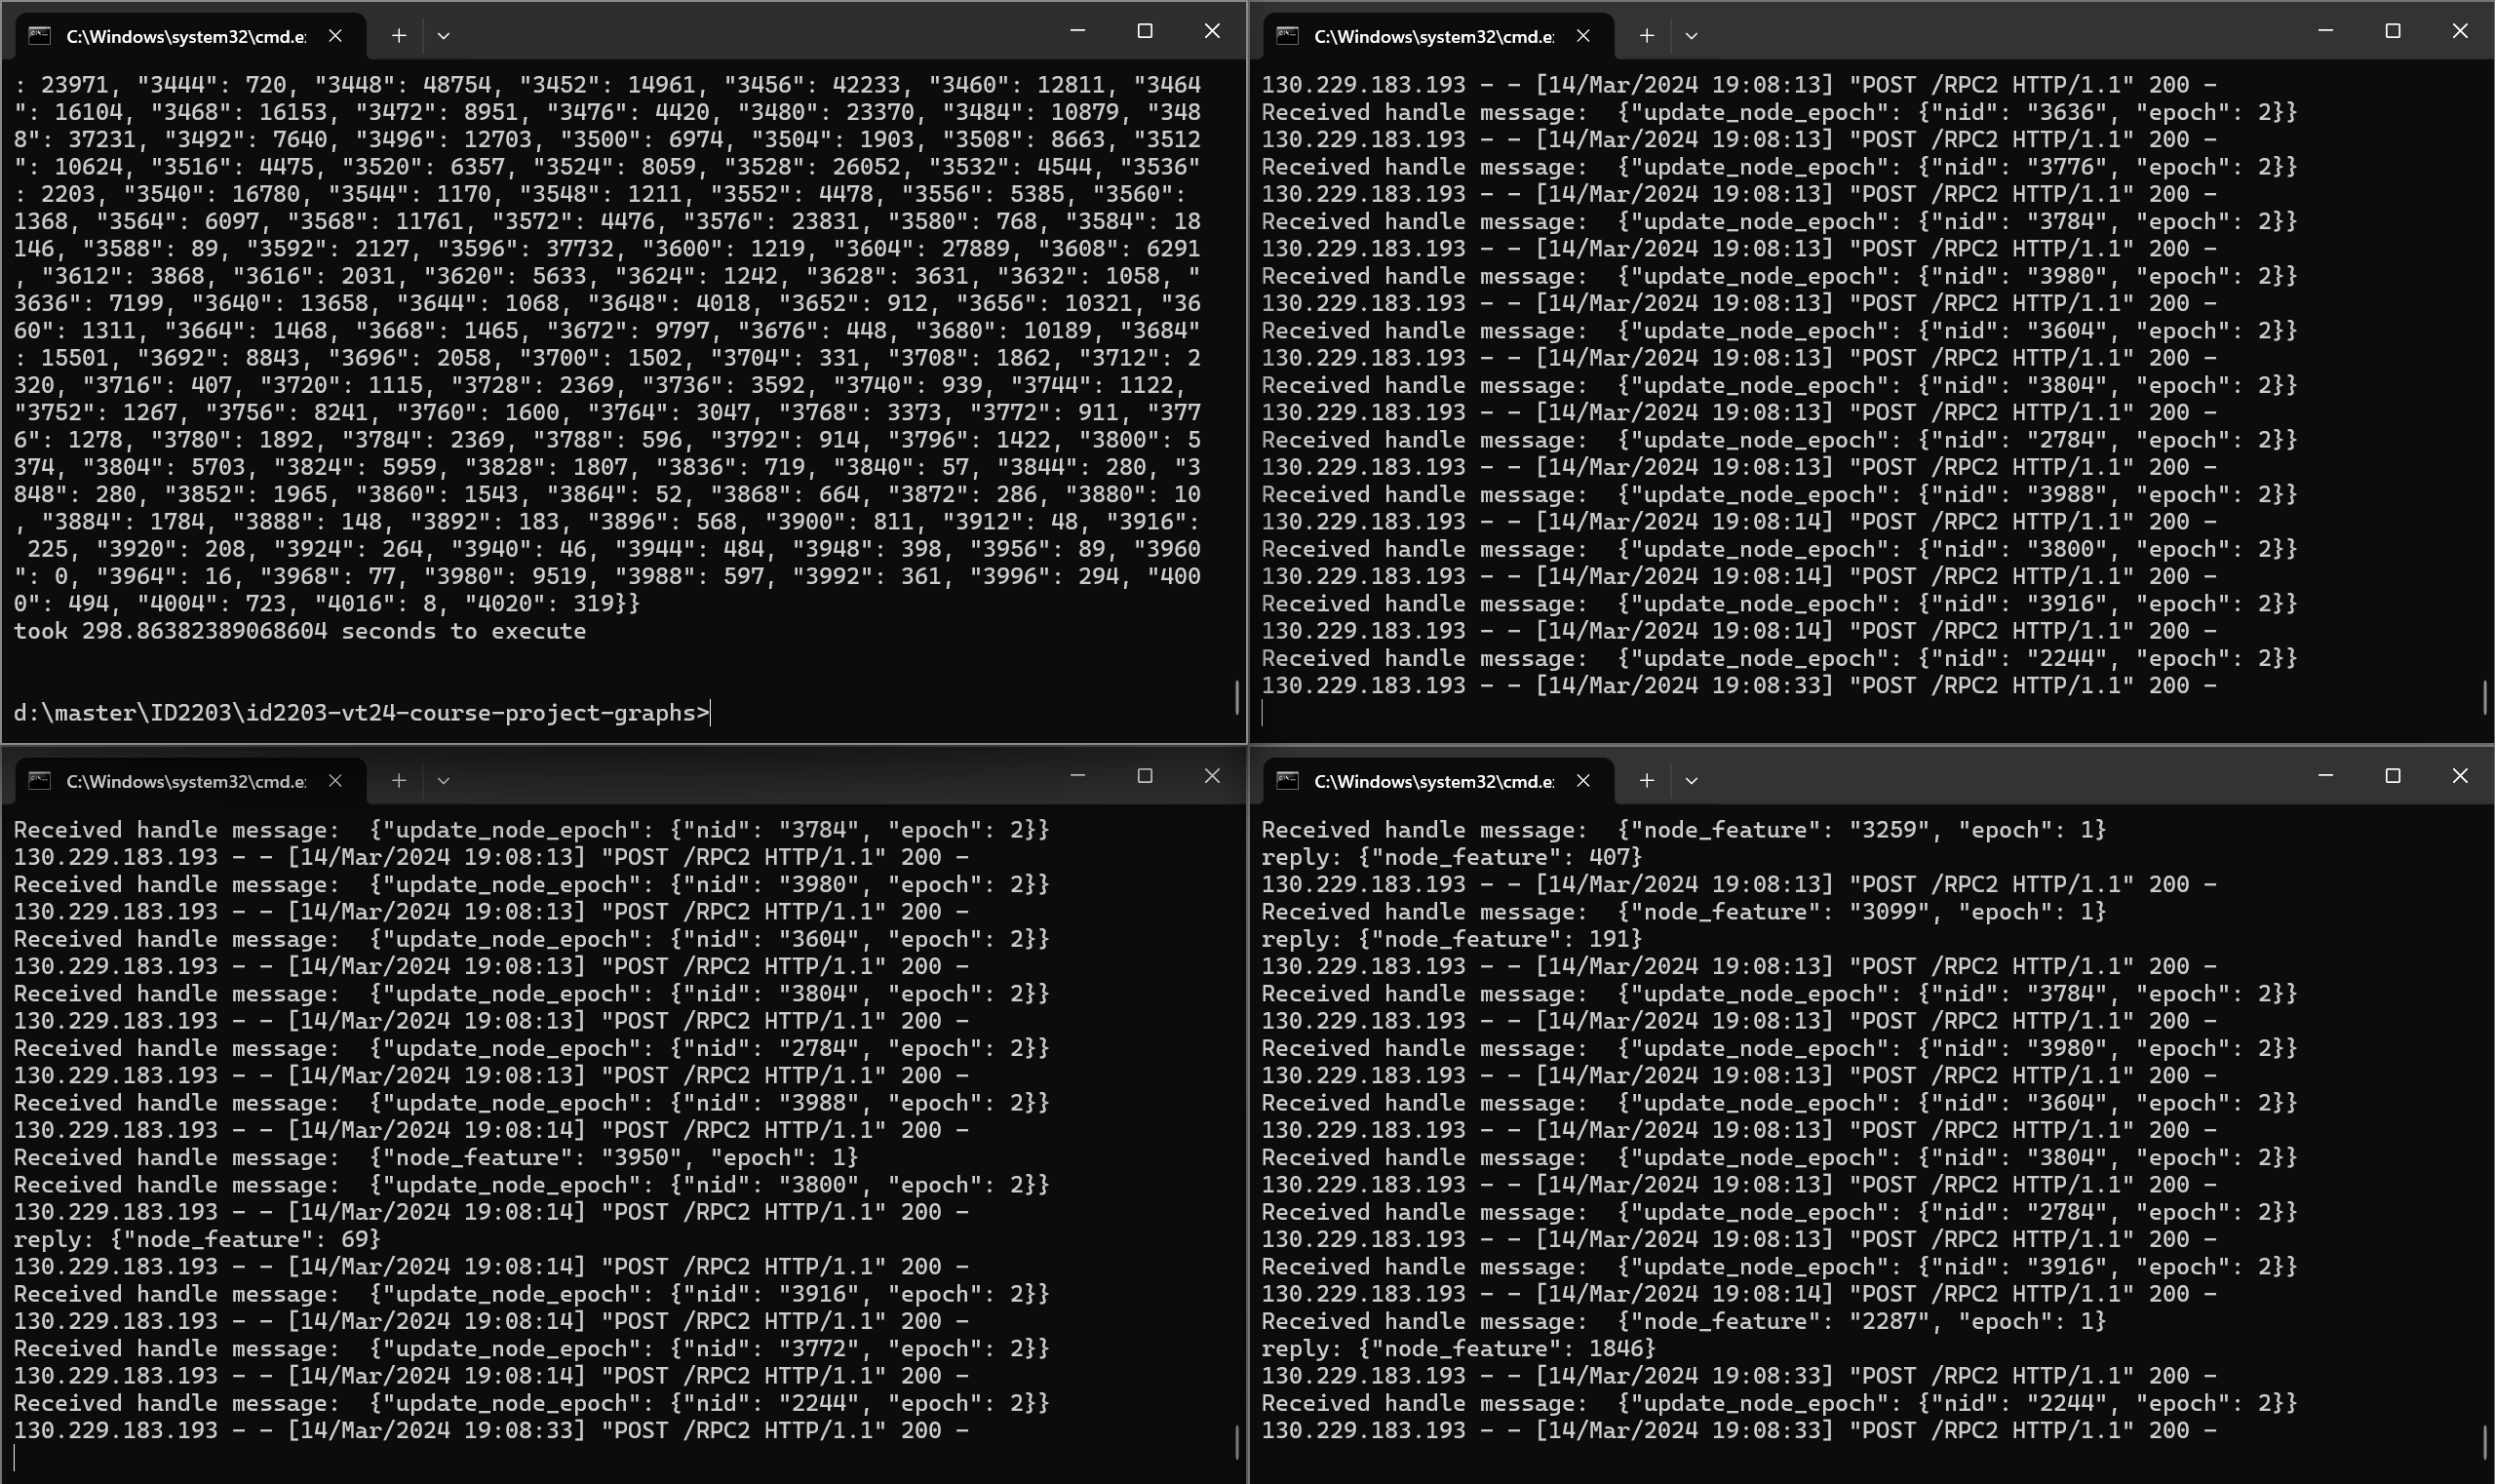 C:\Windows\system32\cmd.e:
: 23971, "3444": 720, "3448": 48754, "3452": 14961, "3456": 42233, "3460": 12811, "3464
": 16104, "3468": 16153, "3472": 8951, "3476": 4420, "3480": 23370, "3484": 10879, "348
8": 37231, "3492": 7640, "3496": 12703, "3500": 6974, "3504": 1903, "3508": 8663, "3512
": 10624, "3516": 4475, "3520": 6357, "3524": 8059, "3528": 26052, "3532": 4544, "3536"
: 2203, "3540": 16780, "3544": 1170, "3548": 1211, "3552": 4478, "3556": 5385, "3560":
1368, "3564": 6097, "3568": 11761, "3572": 4476, "3576": 23831, "3580": 768, "3584": 18
146, "3588": 89, "3592": 2127, "3596": 37732, "3600": 1219, "3604": 27889, "3608": 6291
, "3612": 3868, "3616": 2031, "3620": 5633, "3624": 1242, "3628": 3631, "3632": 1058, "
3636": 7199, "3640": 13658, "3644": 1068, "3648": 4018, "3652": 912, "3656": 10321, "36
60": 1311, "3664": 1468, "3668": 1465, "3672": 9797, "3676": 448, "3680": 10189, "3684"
: 15501, "3692": 8843, "3696": 2058, "3700": 1502, "3704": 331, "3708": 1862, "3712": 2
320, "3716": 407, "3720": 1115, "3728": 2369, "3736": 3592, "3740": 939, "3744": 1122,
"3752": 1267, "3756": 8241, "3760": 1600, "3764": 3047, "3768": 3373, "3772": 911, "377
6": 1278, "3780": 1892, "3784": 2369, "3788": 596, "3792": 914, "3796": 1422, "3800": 5
374, "3804": 5703, "3824": 5959, "3828": 1807, "3836": 719, "3840": 57, "3844": 280, "3
848": 280, "3852": 1965, "3860": 1543, "3864": 52, "3868": 664, "3872": 286, "3880": 10
, "3884": 1784, "3888": 148, "3892": 183, "3896": 568, "3900": 811, "3912": 48, "3916":
225, "3920": 208, "3924": 264, "3940": 46, "3944": 484, "3948": 398, "3956": 89, "3960
": 0, "3964": 16, "3968": 77, "3980": 9519, "3988": 597, "3992": 361, "3996": 294, "400
0": 494, "4004": 723, "4016": 8, "4020": 319}}
took 298.86382389068604 seconds to execute
d:\master\ID2203\id2203-vt24-course-project-graphs>
C:\Windows\system32\cmd.e:
130.229.183.193 - - [14/Mar/2024 19:08:13] "POST /RPC2 HTTP/1.1" 200 -
Received handle message:  {"update_node_epoch": {"nid": "3636", "epoch": 2}}
130.229.183.193 - - [14/Mar/2024 19:08:13] "POST /RPC2 HTTP/1.1" 200 -
Received handle message:  {"update_node_epoch": {"nid": "3776", "epoch": 2}}
130.229.183.193 - - [14/Mar/2024 19:08:13] "POST /RPC2 HTTP/1.1" 200 -
Received handle message:  {"update_node_epoch": {"nid": "3784", "epoch": 2}}
130.229.183.193 - - [14/Mar/2024 19:08:13] "POST /RPC2 HTTP/1.1" 200 -
Received handle message:  {"update_node_epoch": {"nid": "3980", "epoch": 2}}
130.229.183.193 - - [14/Mar/2024 19:08:13] "POST /RPC2 HTTP/1.1" 200 -
Received handle message:  {"update_node_epoch": {"nid": "3604", "epoch": 2}}
130.229.183.193 - - [14/Mar/2024 19:08:13] "POST /RPC2 HTTP/1.1" 200 -
Received handle message:  {"update_node_epoch": {"nid": "3804", "epoch": 2}}
130.229.183.193 - - [14/Mar/2024 19:08:13] "POST /RPC2 HTTP/1.1" 200 -
Received handle message:  {"update_node_epoch": {"nid": "2784", "epoch": 2}}
130.229.183.193 - - [14/Mar/2024 19:08:13] "POST /RPC2 HTTP/1.1" 200 -
Received handle message:  {"update_node_epoch": {"nid": "3988", "epoch": 2}}
130.229.183.193 - - [14/Mar/2024 19:08:14] "POST /RPC2 HTTP/1.1" 200 -
Received handle message:  {"update_node_epoch": {"nid": "3800", "epoch": 2}}
130.229.183.193 - - [14/Mar/2024 19:08:14] "POST /RPC2 HTTP/1.1" 200 -
Received handle message:  {"update_node_epoch": {"nid": "3916", "epoch": 2}}
130.229.183.193 - - [14/Mar/2024 19:08:14] "POST /RPC2 HTTP/1.1" 200 -
Received handle message:  {"update_node_epoch": {"nid": "2244", "epoch": 2}}
130.229.183.193 - - [14/Mar/2024 19:08:33] "POST /RPC2 HTTP/1.1" 200 -
C:\Windows\system32\cmd.e:
Received handle message:  {"update_node_epoch": {"nid": "3784", "epoch": 2}}
130.229.183.193 - - [14/Mar/2024 19:08:13] "POST /RPC2 HTTP/1.1" 200 -
Received handle message:  {"update_node_epoch": {"nid": "3980", "epoch": 2}}
130.229.183.193 - - [14/Mar/2024 19:08:13] "POST /RPC2 HTTP/1.1" 200 -
Received handle message:  {"update_node_epoch": {"nid": "3604", "epoch": 2}}
130.229.183.193 - - [14/Mar/2024 19:08:13] "POST /RPC2 HTTP/1.1" 200 -
Received handle message:  {"update_node_epoch": {"nid": "3804", "epoch": 2}}
130.229.183.193 - - [14/Mar/2024 19:08:13] "POST /RPC2 HTTP/1.1" 200 -
Received handle message:  {"update_node_epoch": {"nid": "2784", "epoch": 2}}
130.229.183.193 - - [14/Mar/2024 19:08:13] "POST /RPC2 HTTP/1.1" 200 -
Received handle message:  {"update_node_epoch": {"nid": "3988", "epoch": 2}}
130.229.183.193 - - [14/Mar/2024 19:08:14] "POST /RPC2 HTTP/1.1" 200 -
Received handle message:  {"node_feature": "3950", "epoch": 1}
Received handle message:  {"update_node_epoch": {"nid": "3800", "epoch": 2}}
130.229.183.193 - - [14/Mar/2024 19:08:14] "POST /RPC2 HTTP/1.1" 200 -
reply: {"node_feature": 69}
130.229.183.193 - - [14/Mar/2024 19:08:14] "POST /RPC2 HTTP/1.1" 200 -
Received handle message:  {"update_node_epoch": {"nid": "3916", "epoch": 2}}
130.229.183.193 - - [14/Mar/2024 19:08:14] "POST /RPC2 HTTP/1.1" 200 -
Received handle message:  {"update_node_epoch": {"nid": "3772", "epoch": 2}}
130.229.183.193 - - [14/Mar/2024 19:08:14] "POST /RPC2 HTTP/1.1" 200 -
Received handle message:  {"update_node_epoch": {"nid": "2244", "epoch": 2}}
130.229.183.193 - - [14/Mar/2024 19:08:33] "POST /RPC2 HTTP/1.1" 200 -
C:\Windows\system32\cmd.e:
Received handle message:  {"node_feature": "3259", "epoch": 1}
reply: {"node_feature": 407}
130.229.183.193 - - [14/Mar/2024 19:08:13] "POST /RPC2 HTTP/1.1" 200 -
Received handle message:  {"node_feature": "3099", "epoch": 1}
reply: {"node_feature": 191}
130.229.183.193 - - [14/Mar/2024 19:08:13] "POST /RPC2 HTTP/1.1" 200 -
Received handle message:  {"update_node_epoch": {"nid": "3784", "epoch": 2}}
130.229.183.193 - - [14/Mar/2024 19:08:13] "POST /RPC2 HTTP/1.1" 200 -
Received handle message:  {"update_node_epoch": {"nid": "3980", "epoch": 2}}
130.229.183.193 - - [14/Mar/2024 19:08:13] "POST /RPC2 HTTP/1.1" 200 -
Received handle message:  {"update_node_epoch": {"nid": "3604", "epoch": 2}}
130.229.183.193 - - [14/Mar/2024 19:08:13] "POST /RPC2 HTTP/1.1" 200 -
Received handle message:  {"update_node_epoch": {"nid": "3804", "epoch": 2}}
130.229.183.193 - - [14/Mar/2024 19:08:13] "POST /RPC2 HTTP/1.1" 200 -
Received handle message:  {"update_node_epoch": {"nid": "2784", "epoch": 2}}
130.229.183.193 - - [14/Mar/2024 19:08:13] "POST /RPC2 HTTP/1.1" 200 -
Received handle message:  {"update_node_epoch": {"nid": "3916", "epoch": 2}}
130.229.183.193 - - [14/Mar/2024 19:08:14] "POST /RPC2 HTTP/1.1" 200 -
Received handle message:  {"node_feature": "2287", "epoch": 1}
reply: {"node_feature": 1846}
130.229.183.193 - - [14/Mar/2024 19:08:33] "POST /RPC2 HTTP/1.1" 200 -
Received handle message:  {"update_node_epoch": {"nid": "2244", "epoch": 2}}
130.229.183.193 - - [14/Mar/2024 19:08:33] "POST /RPC2 HTTP/1.1" 200 -